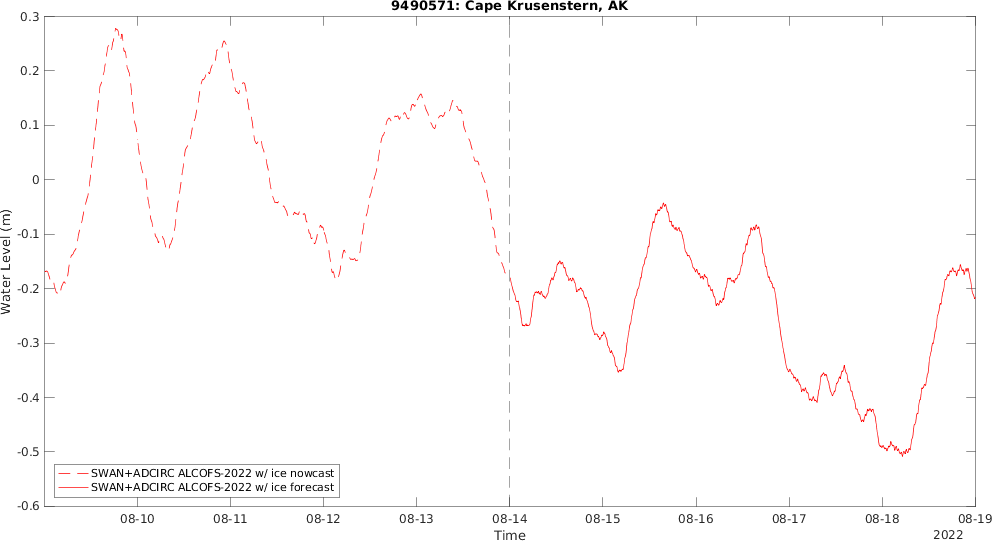 9490571: Cape Krusenstern, AK
0.3
0.2
0.1
0
-0.1
-0.2
-0.3
-0.4
-0.5
-0.6
Water Level (m)
SWAN+ADCIRC ALCOFS-2022 w/ ice nowcast
SWAN+ADCIRC ALCOFS-2022 w/ ice forecast
08-10 08-11 08-12 08-13 08-14 08-15 08-16 08-17 08-18 08-19
Time
2022